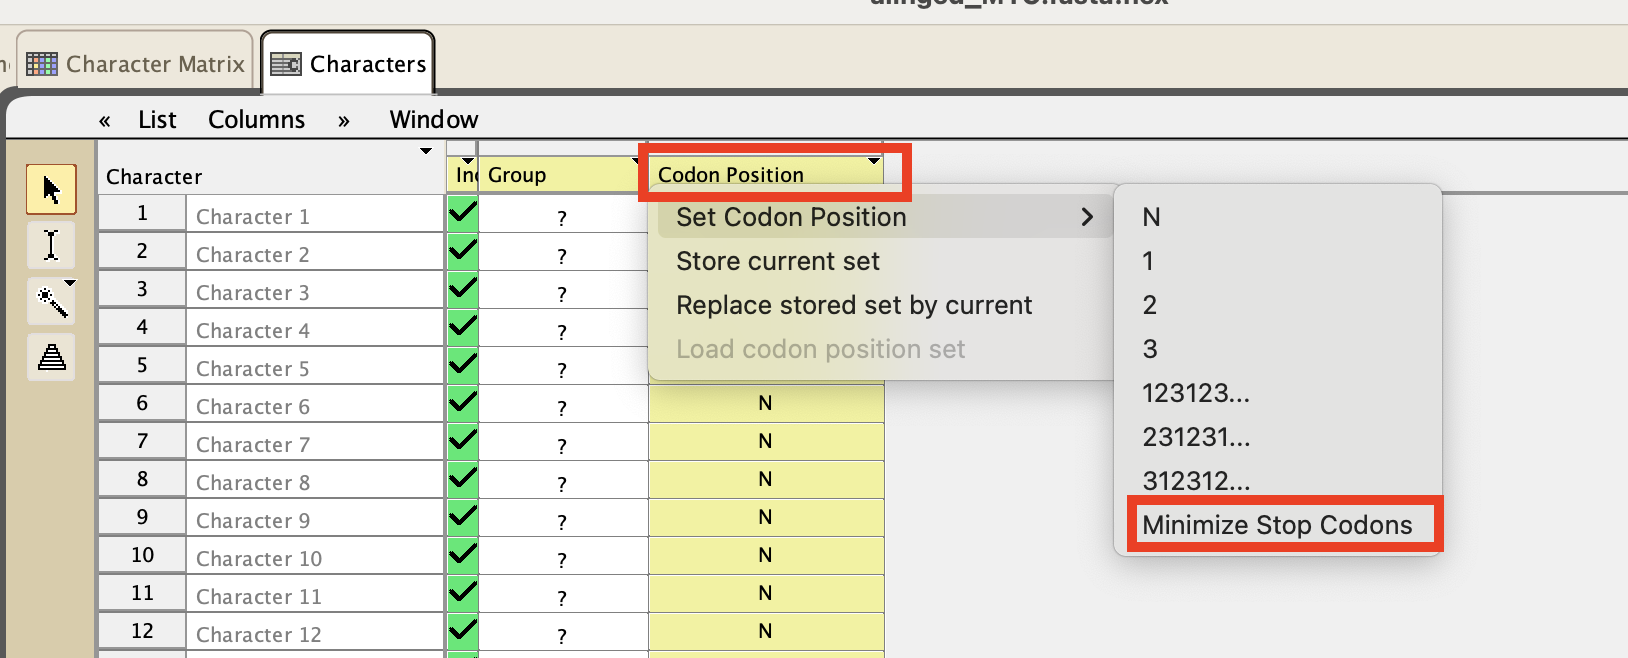 Character Matrix
Characters
« List Columns » Window
Character
Group
Codon Position
Set Codon Position
Store current set
Replace stored set by current
Load codon position set
N
1
2
3
123123...
231231...
312312...
Minimize Stop Codons
1 Character 1 ?
2 Character 2 ?
3 Character 3 ?
4 Character 4 ?
5 Character 5 ?
6 Character 6 ? N
7 Character 7 ? N
8 Character 8 ? N
9 Character 9 ? N
10 Character 10 ? N
11 Character 11 ? N
12 Character 12 ? N